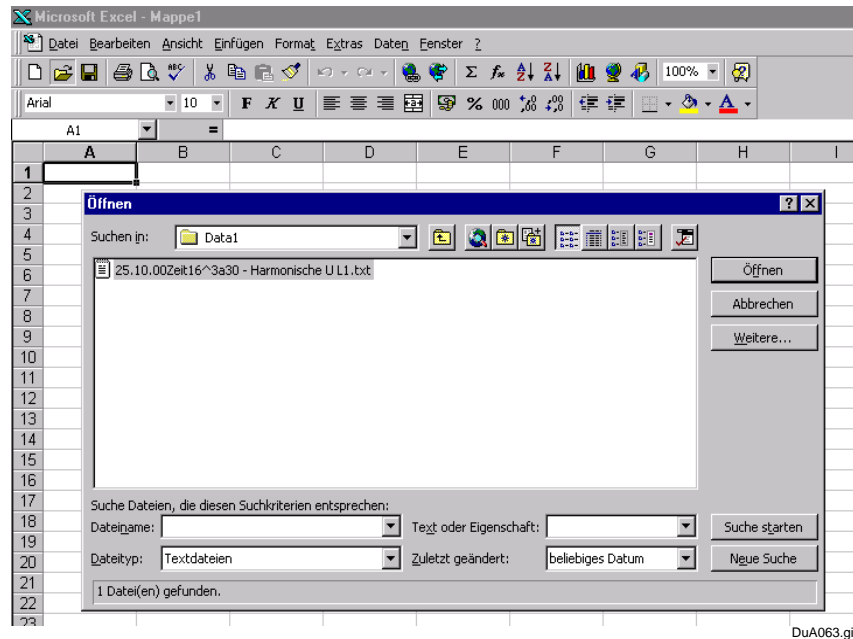 Microsoft Excel - Mappe1
Datei Bearbeiten Ansicht Einfügen Format Extras Daten Fenster ?
ABC 100%
Arial 10 F K U % 000
A1 =
A B C D E F G H I
1
2
Öffnen
3
4
Suchen in: Data1
5
6
25.10.00Zeit16^3a30 - Harmonische U L1.txt
Öffnen
7
8
Abbrechen
9
Weitere...
10
11
12
13
14
15
16
17
Suche Dateien, die diesen Suchkriterien entsprechen:
18
Dateiname: Text oder Eigenschaft: Suche starten
19
20
Dateityp: Textdateien Zuletzt geändert: beliebiges Datum Neue Suche
21
1 Datei(en) gefunden.
22
23
DuA063.gi